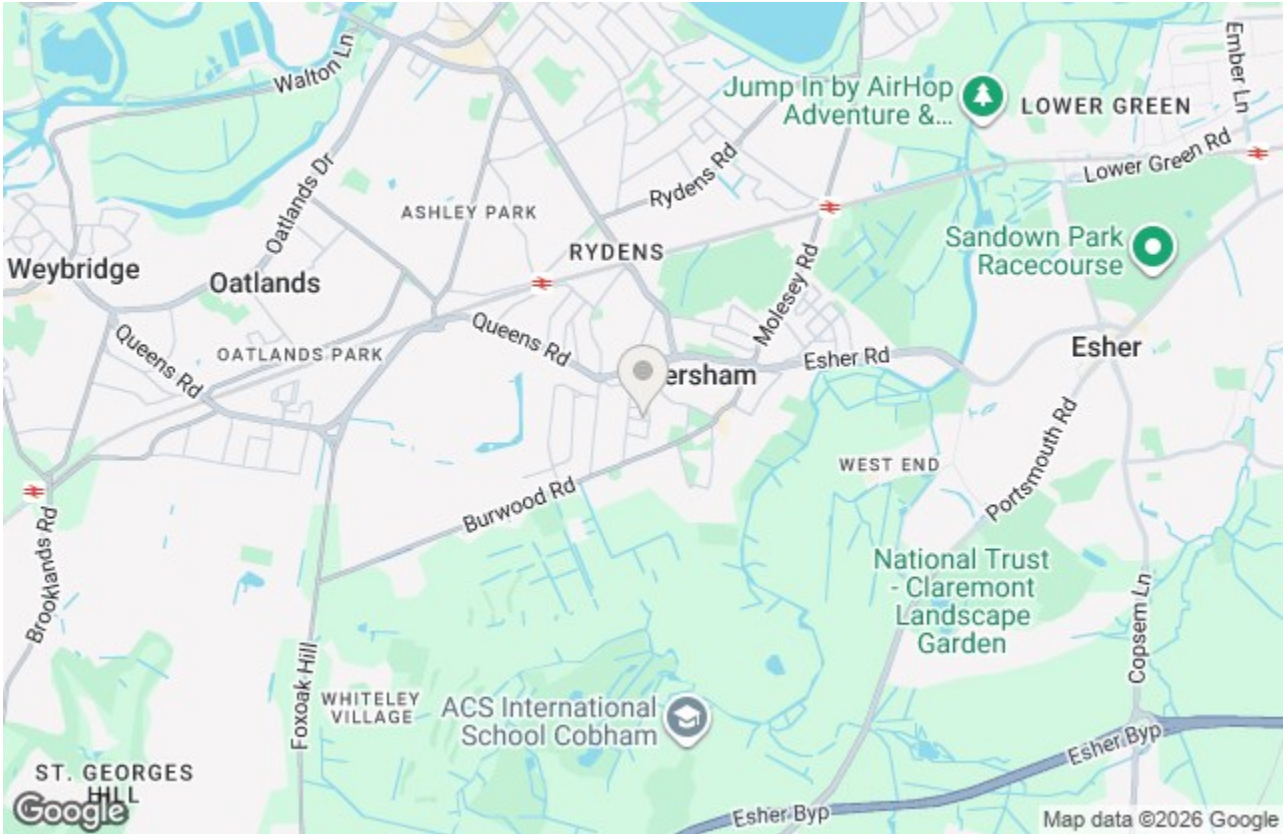 Walton Ln
Ember Ln
Jump In by AirHop
Adventure &...
LOWER GREEN
Lower Green Rd
Rydens Rd
Oatlands Dr
ASHLEY PARK
RYDENS
Sandown Park
Racecourse
Weybridge
Oatlands
Molesey Rd
Queens Rd
Queens Rd
OATLANDS PARK
ersham
Esher Rd
Esher
WEST END
Portsmouth Rd
Burwood Rd
Brooklands Rd
National Trust
- Claremont
Landscape
Garden
Copsem Ln
Foxoak Hill
WHITELEY
VILLAGE
ACS International
School Cobham
Esher Byp
ST. GEORGES
HILL
Google
Esher Byp
Map data ©2026 Google